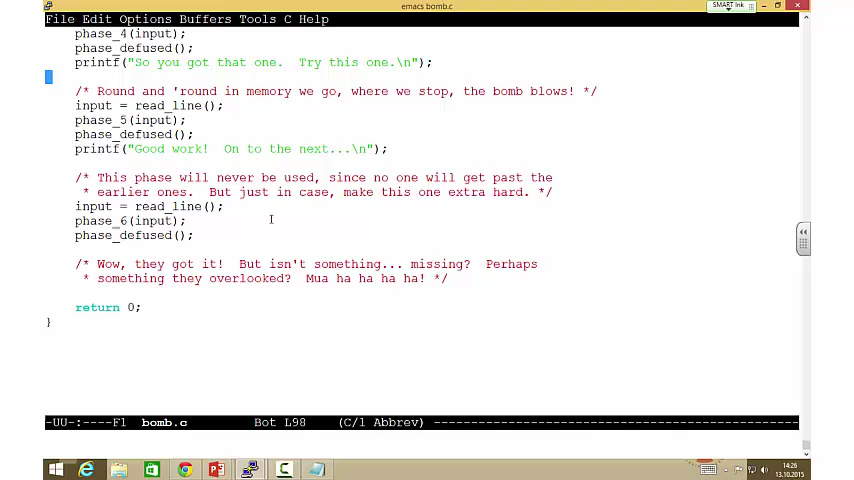 emacs bomb.c
SMART Ink
File Edit Options Buffers Tools C Help
phase_4(input);
phase_defused();
printf("So you got that one.  Try this one.\n");
/* Round and 'round in memory we go, where we stop, the bomb blows! */
input = read_line();
phase_5(input);
phase_defused();
printf("Good work!  On to the next...\n");
/* This phase will never be used, since no one will get past the
* earlier ones.  But just in case, make this one extra hard. */
input = read_line();
phase_6(input);
phase_defused();
/* Wow, they got it!  But isn't something... missing?  Perhaps
* something they overlooked?  Mua ha ha ha ha! */
return 0;
}
-UU-:----F1  bomb.c         Bot L98    (C/l Abbrev) --------------------------------------------------
14:26
13.10.2015